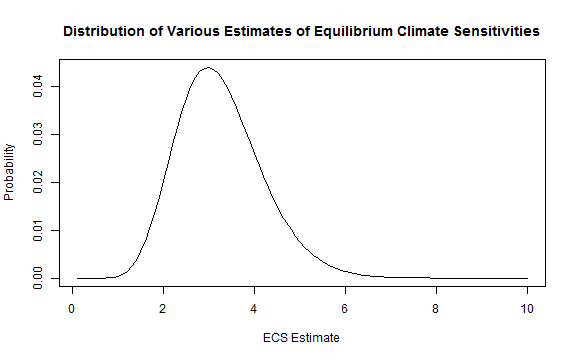 Distribution of Various Estimates of Equilibrium Climate Sensitivities
Probability
0.04
0.03
0.02
0.01
0.00
0 2 4 6 8 10
ECS Estimate